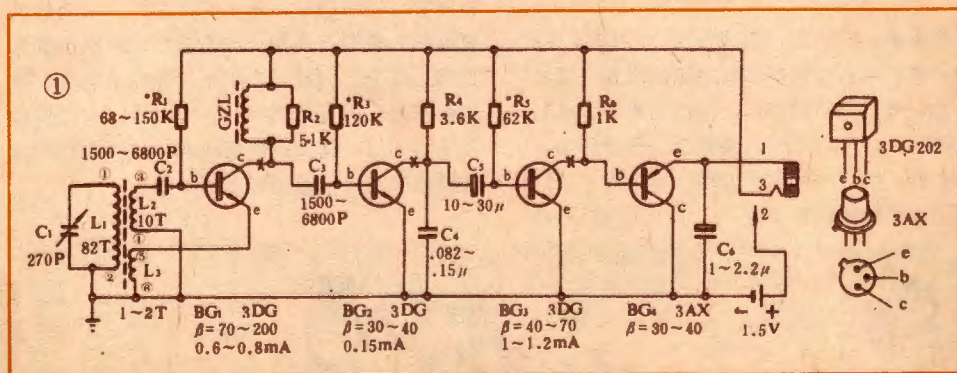 ①
*R₁
68~150K
GZL
R₂
5·1K
*R₃
120K
R₄
3.6K
*R₅
62K
R₆
1K
1500~6800P
C₂
C₁
270P
①
L₁
82T
②
③
L₂
10T
④
⑤
L₃
⑥
1~2T
b
c
e
C₃
1500~
6800P
b
c
e
C₄
.082~
.15μ
C₅
10~30μ
b
c
e
b
e
c
C₆
1~2.2μ
1
3
2
- +
1.5V
BG₁ 3DG
β=70~200
0.6~0.8mA
BG₂ 3DG
β=30~40
0.15mA
BG₃ 3DG
β=40~70
1~1.2mA
BG₄ 3AX
β=30~40
3DG202
e b c
3AX
e
b
c